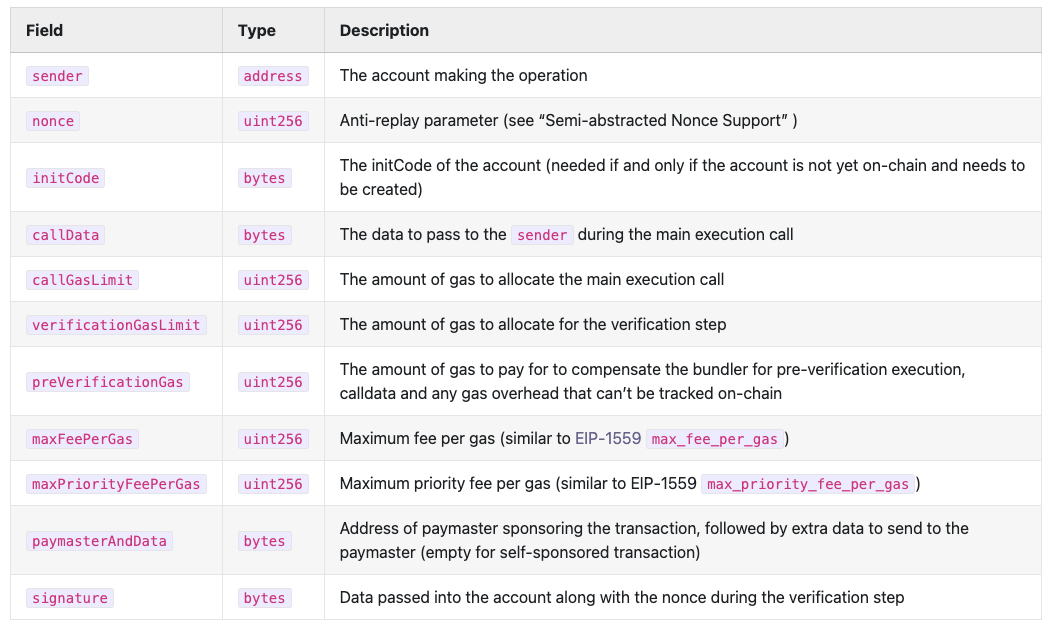 Field Type Description
sender address The account making the operation
nonce uint256 Anti-replay parameter (see “Semi-abstracted Nonce Support” )
initCode bytes The initCode of the account (needed if and only if the account is not yet on-chain and needs to
be created)
callData bytes The data to pass to the sender during the main execution call
callGasLimit uint256 The amount of gas to allocate the main execution call
verificationGasLimit uint256 The amount of gas to allocate for the verification step
preVerificationGas uint256 The amount of gas to pay for to compensate the bundler for pre-verification execution,
calldata and any gas overhead that can’t be tracked on-chain
maxFeePerGas uint256 Maximum fee per gas (similar to EIP-1559 max_fee_per_gas )
maxPriorityFeePerGas uint256 Maximum priority fee per gas (similar to EIP-1559 max_priority_fee_per_gas )
paymasterAndData bytes Address of paymaster sponsoring the transaction, followed by extra data to send to the
paymaster (empty for self-sponsored transaction)
signature bytes Data passed into the account along with the nonce during the verification step